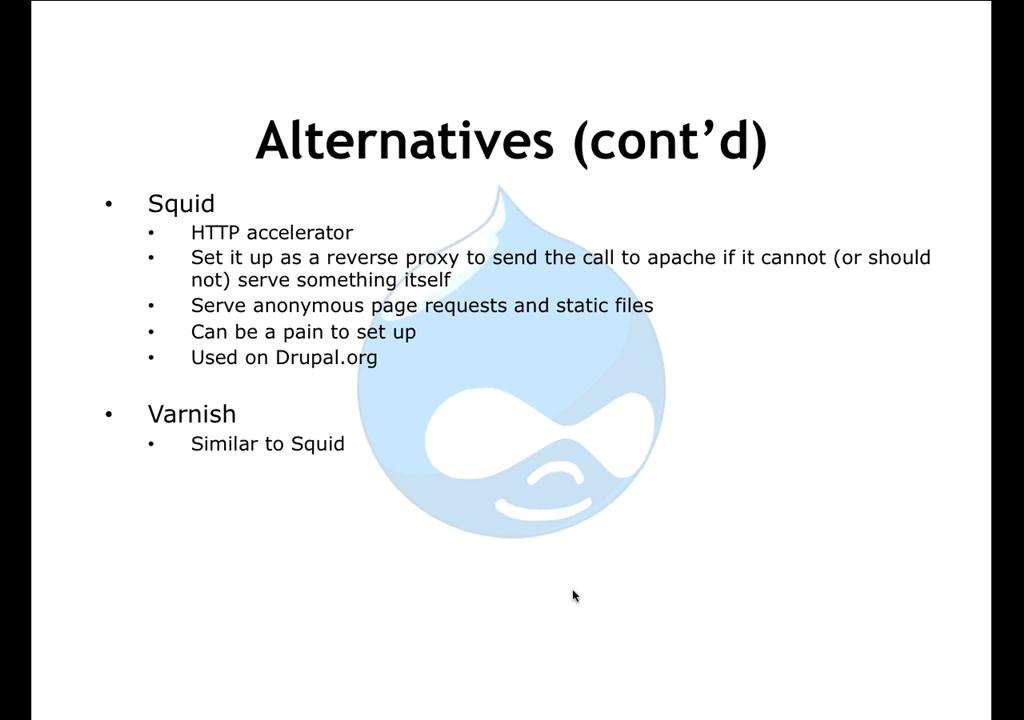 Alternatives (cont’d)
• Squid
• HTTP accelerator
• Set it up as a reverse proxy to send the call to apache if it cannot (or should
not) serve something itself
• Serve anonymous page requests and static files
• Can be a pain to set up
• Used on Drupal.org
• Varnish
• Similar to Squid